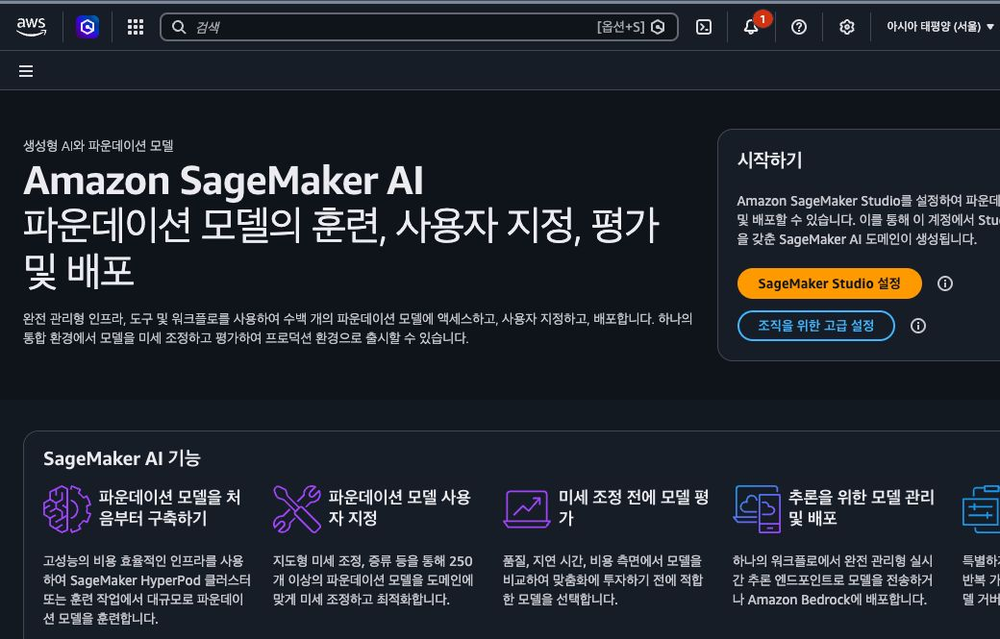 aws
검색
[옵션+S]
1
아시아 태평양 (서울)
생성형 AI와 파운데이션 모델
Amazon SageMaker AI
파운데이션 모델의 훈련, 사용자 지정, 평가
및 배포
완전 관리형 인프라, 도구 및 워크플로를 사용하여 수백 개의 파운데이션 모델에 액세스하고, 사용자 지정하고, 배포합니다. 하나의
통합 환경에서 모델을 미세 조정하고 평가하여 프로덕션 환경으로 출시할 수 있습니다.
시작하기
Amazon SageMaker Studio를 설정하여 파운데
및 배포할 수 있습니다. 이를 통해 이 계정에서 Stu
을 갖춘 SageMaker AI 도메인이 생성됩니다.
SageMaker Studio 설정
조직을 위한 고급 설정
SageMaker AI 기능
파운데이션 모델을 처
음부터 구축하기
고성능의 비용 효율적인 인프라를 사용
하여 SageMaker HyperPod 클러스터
또는 훈련 작업에서 대규모로 파운데이
션 모델을 훈련합니다.
파운데이션 모델 사용
자 지정
지도형 미세 조정, 증류 등을 통해 250
개 이상의 파운데이션 모델을 도메인에
맞게 미세 조정하고 최적화합니다.
미세 조정 전에 모델 평
가
품질, 지연 시간, 비용 측면에서 모델을
비교하여 맞춤화에 투자하기 전에 적합
한 모델을 선택합니다.
추론을 위한 모델 관리
및 배포
하나의 워크플로에서 완전 관리형 실시
간 추론 엔드포인트로 모델을 전송하거
나 Amazon Bedrock에 배포합니다.
특별하
반복 가
델 거버